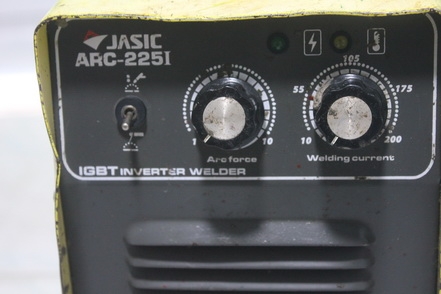 JASIC
ARC-225I
105
55
175
1
10
10
200
Arc force
Welding current
IGBT INVERTER WELDER